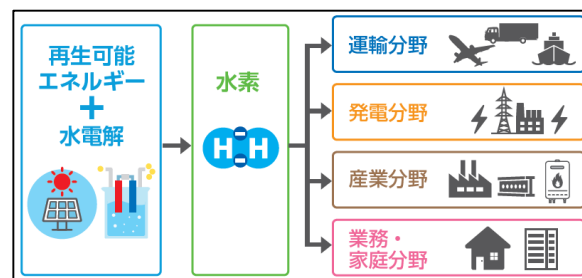 再生可能
エネルギー
+
水電解
水素
H H
運輸分野
発電分野
産業分野
業務・
家庭分野